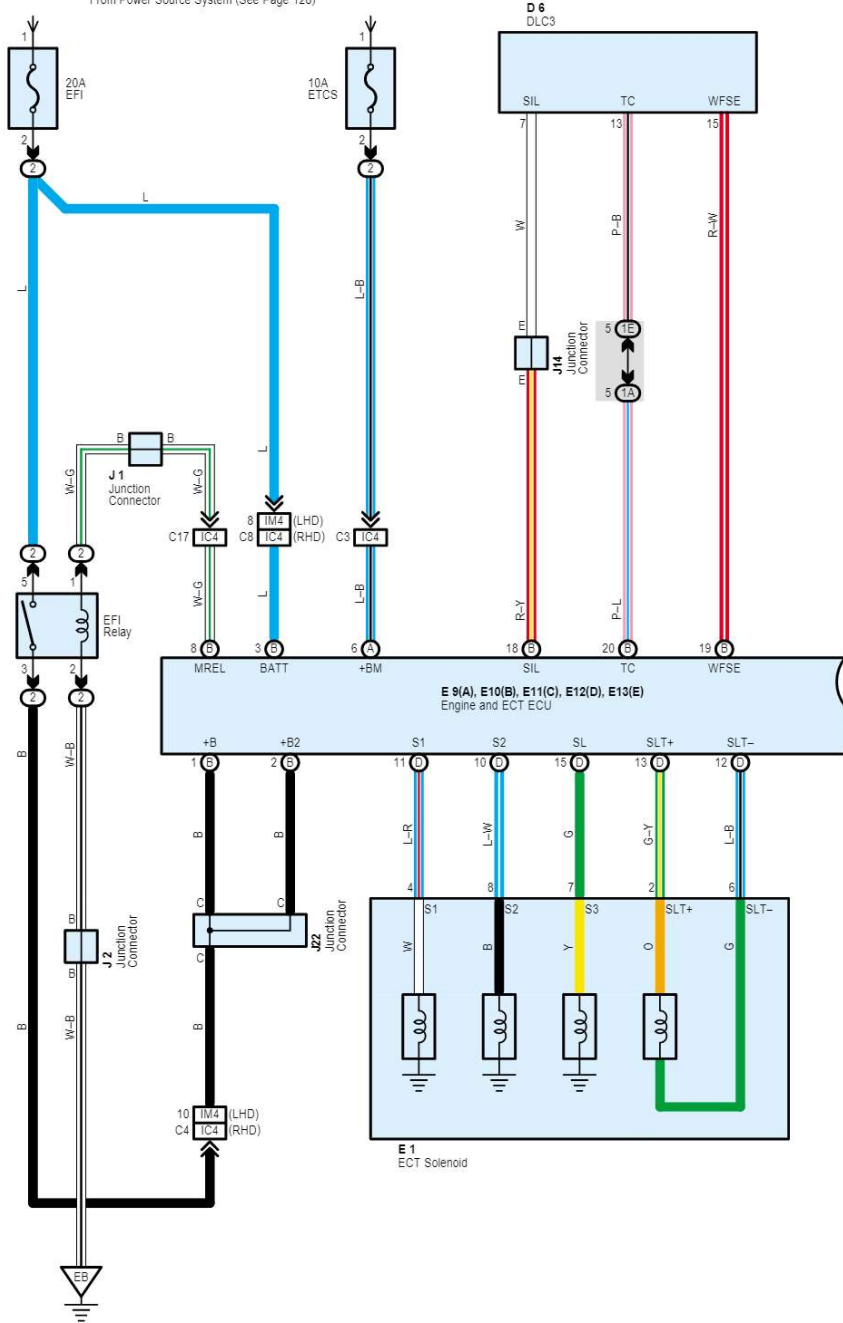 From Power Source System (See Page 126)
D 6
DLC3
1
1
20A
EFI
10A
ETCS
SIL
TC
WFSE
2
2
7
13
15
2
2
L
L
L–B
W
P–B
R–W
E
J14
Junction
Connector
E
5
1E
5
1A
B
B
J 1
Junction
Connector
W–G
W–G
L
8
IM4
(LHD)
C17
IC4
C8
IC4
(RHD)
C3
IC4
2
2
5
1
W–G
L
L–B
R–Y
P–L
EFI
Relay
3
2
2
2
8
B
3
B
6
A
18
B
20
B
19
B
MREL
BATT
+BM
SIL
TC
WFSE
E 9(A), E10(B), E11(C), E12(D), E13(E)
Engine and ECT ECU
+B
+B2
S1
S2
SL
SLT+
SLT–
1
B
2
B
11
D
10
D
15
D
13
D
12
D
B
W–B
B
B
L–R
L–W
G
G–Y
L–B
4
8
7
2
6
C
C
S1
S2
S3
SLT+
SLT–
B
J 2
Junction
Connector
B
C
J22
Junction
Connector
W
B
Y
O
G
B
W–B
B
10
IM4
(LHD)
C4
IC4
(RHD)
E 1
ECT Solenoid
EB